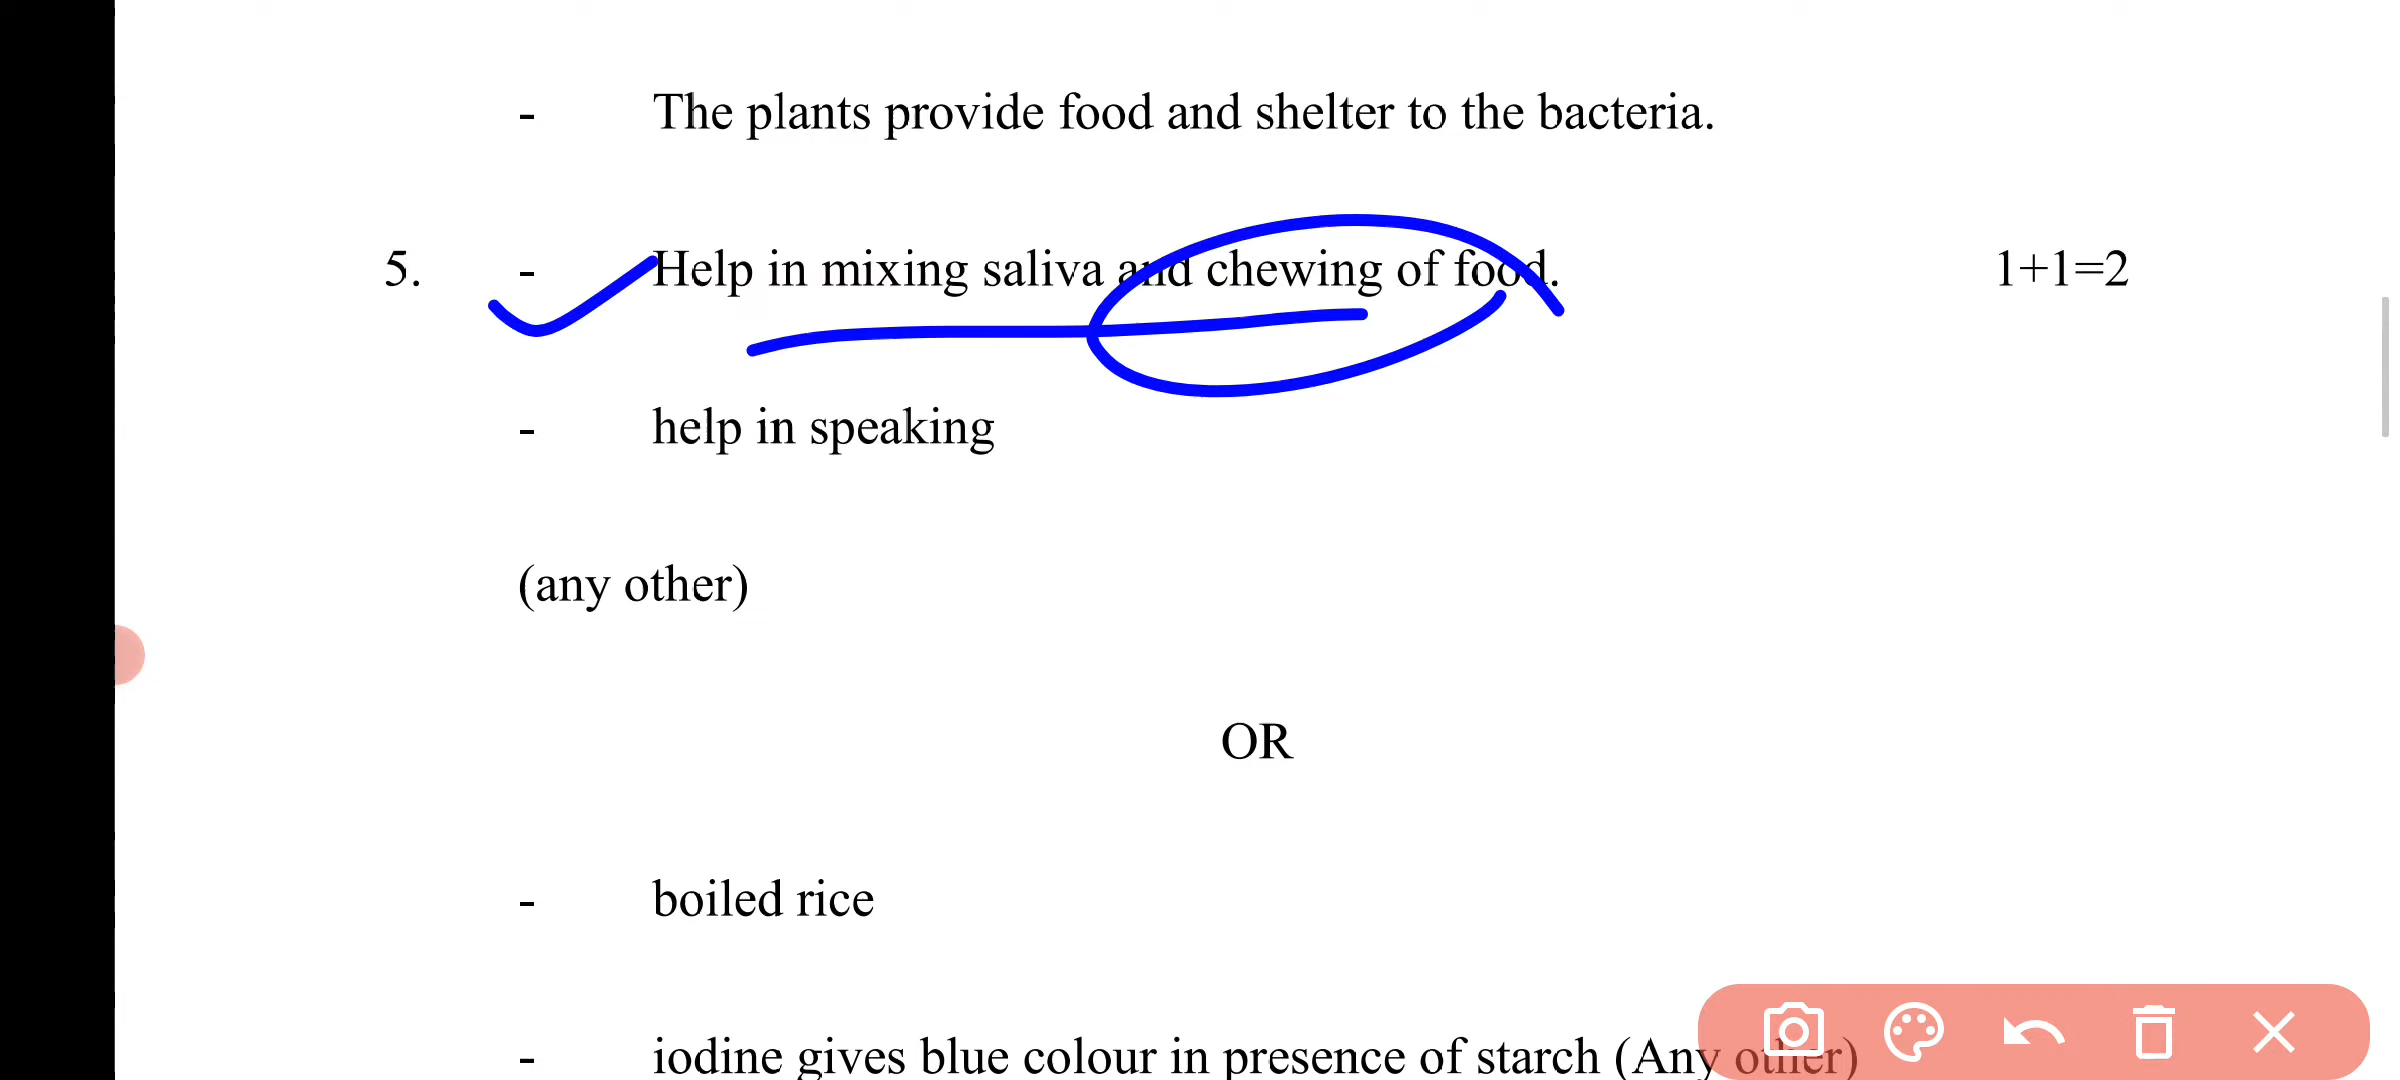 - The plants provide food and shelter to the bacteria.
5. - Help in mixing saliva and chewing of food. 1+1=2
- help in speaking
(any other)
OR
- boiled rice
- iodine gives blue colour in presence of starch (Any other)